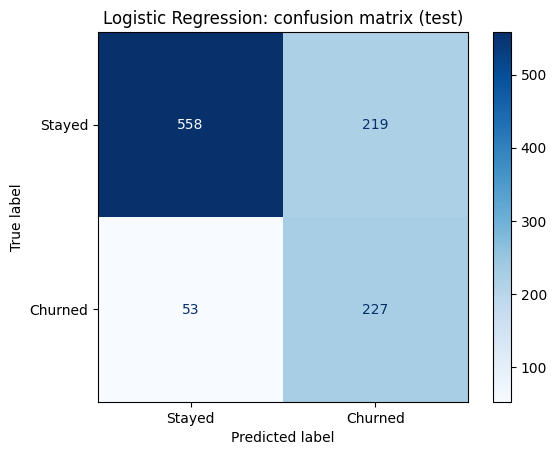 Logistic Regression: confusion matrix (test)
Stayed
558
219
500
400
True label
300
Churned
53
227
200
100
Stayed
Churned
Predicted label